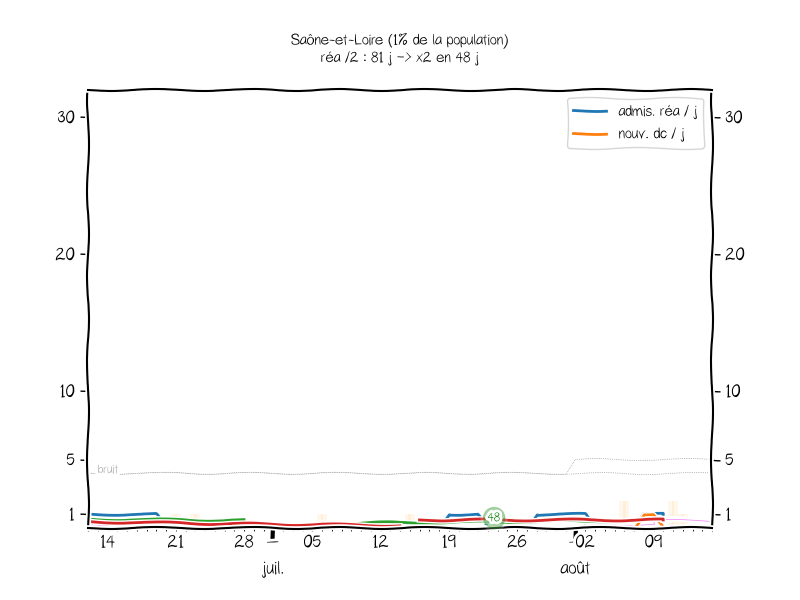 Saône-et-Loire (1% de la population)
réa /2 : 81 j -> x2 en 48 j
admis. réa / j
nouv. dc / j
30
30
20
20
10
10
5
5
bruit
48
1
1
14 21 28 05 12 19 26 02 09
juil. août